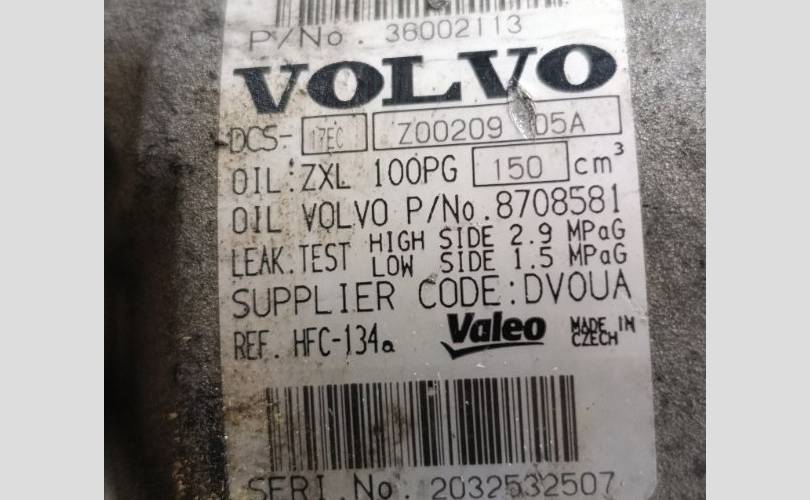 P/No. 36002113
VOLVO
DCS- 17EC Z00209 05A
OIL:ZXL 100PG 150 cm³
OIL VOLVO P/No.8708581
LEAK.TEST HIGH SIDE 2.9 MPaG
LOW SIDE 1.5 MPaG
SUPPLIER CODE:DVOUA
REF. HFC-134a Valeo MADE IN CZECH
SERI.No. 2032532507